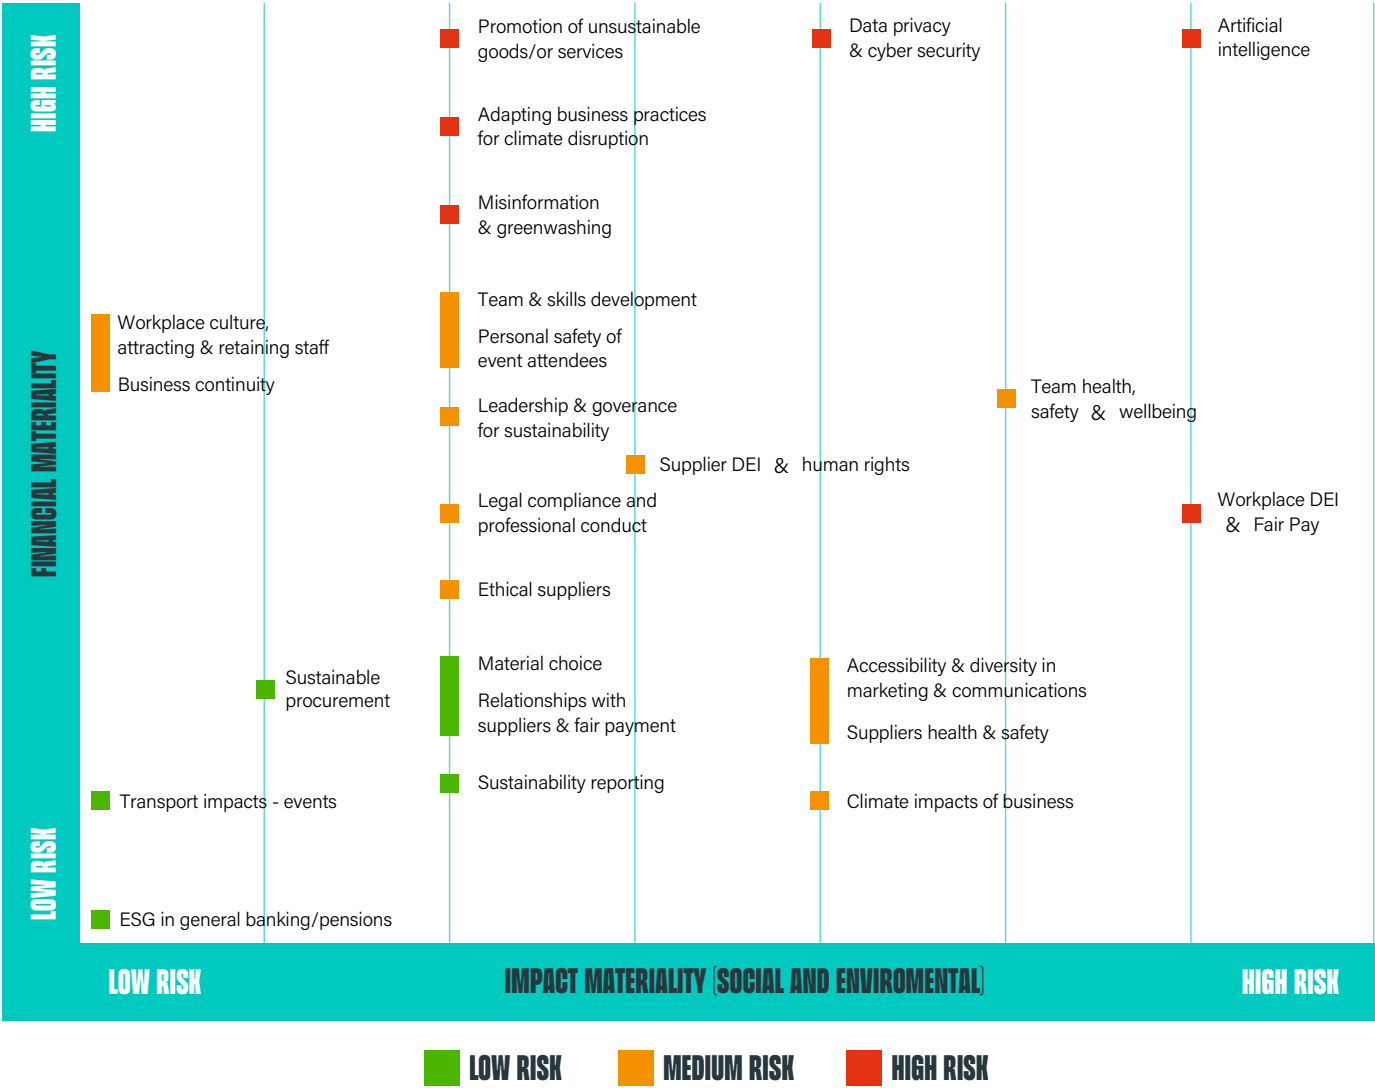 HIGH RISK
FINANCIAL MATERIALITY
LOW RISK
Promotion of unsustainable
goods/or services
Data privacy
& cyber security
Artificial
intelligence
Adapting business practices
for climate disruption
Misinformation
& greenwashing
Team & skills development
Personal safety of
event attendees
Workplace culture,
attracting & retaining staff
Business continuity
Leadership & goverance
for sustainability
Team health,
safety & wellbeing
Supplier DEI & human rights
Legal compliance and
professional conduct
Workplace DEI
& Fair Pay
Ethical suppliers
Sustainable
procurement
Material choice
Relationships with
suppliers & fair payment
Accessibility & diversity in
marketing & communications
Suppliers health & safety
Sustainability reporting
Transport impacts - events
Climate impacts of business
ESG in general banking/pensions
LOW RISK
IMPACT MATERIALITY (SOCIAL AND ENVIROMENTAL)
HIGH RISK
LOW RISK
MEDIUM RISK
HIGH RISK